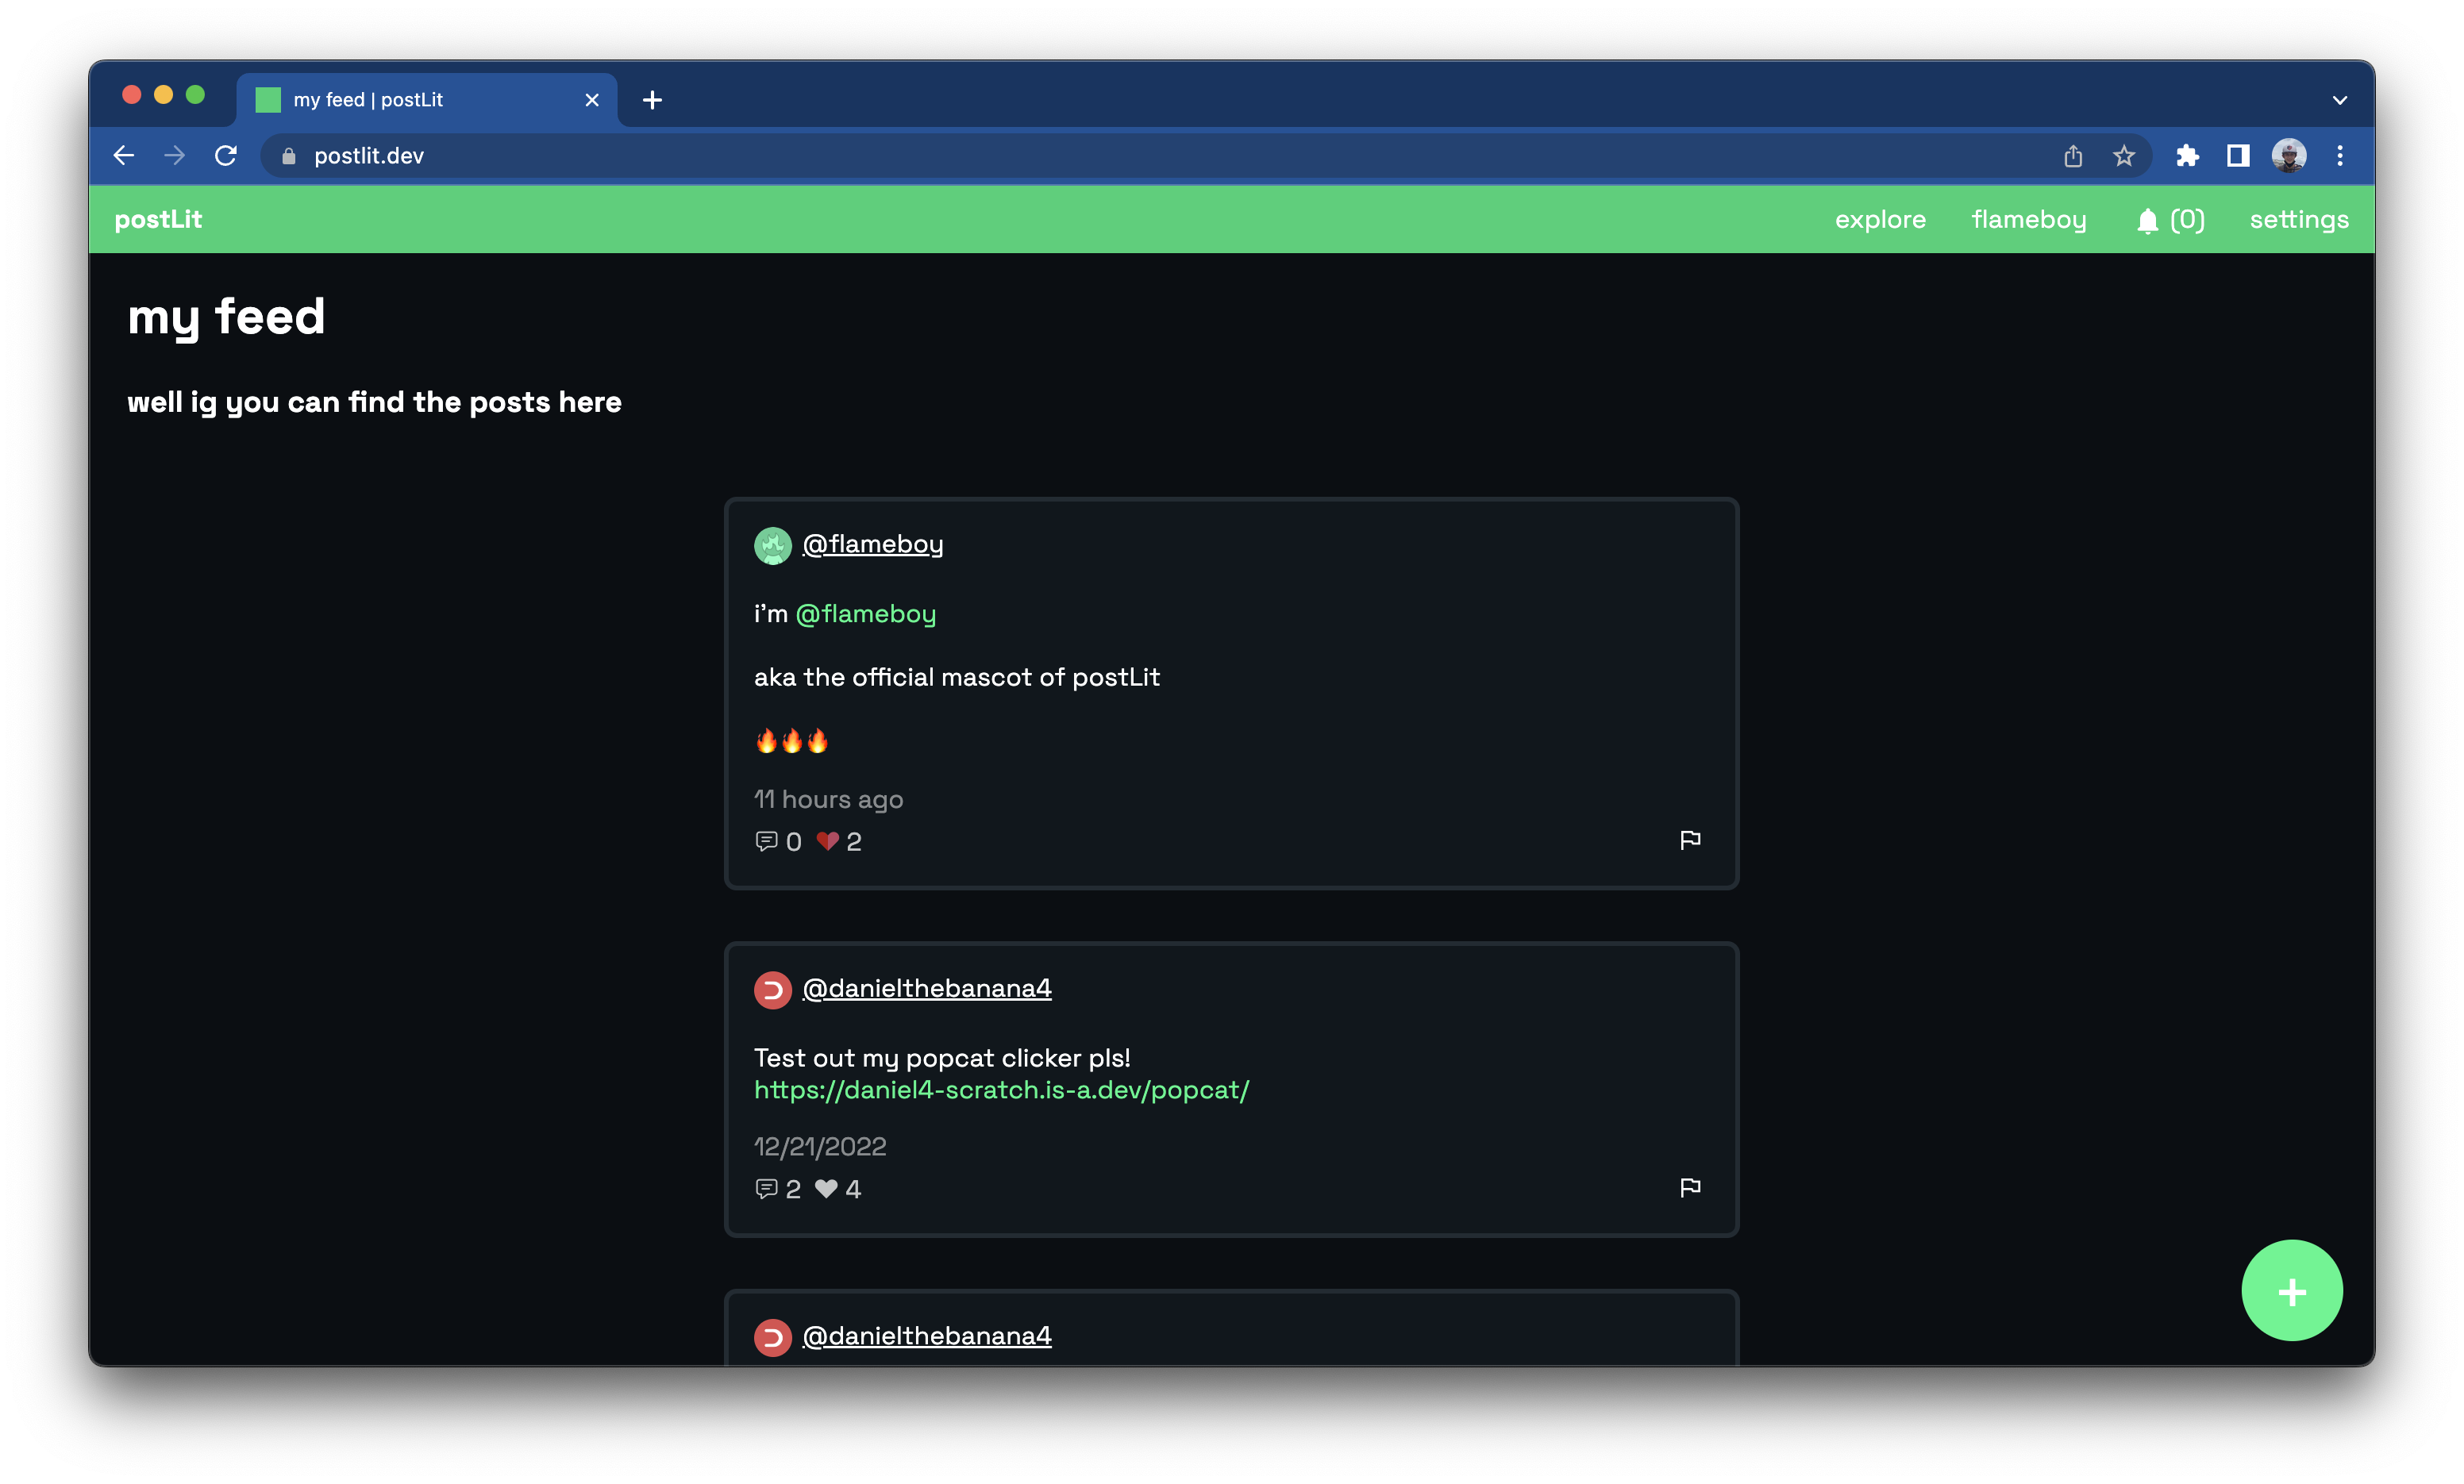 my feed | postLit
postlit.dev
postLit explore flameboy (0) settings
my feed
well ig you can find the posts here
@flameboy
i'm @flameboy
aka the official mascot of postLit
🔥🔥🔥
11 hours ago
0 2
@danielthebanana4
Test out my popcat clicker pls!
https://daniel4-scratch.is-a.dev/popcat/
12/21/2022
2 4
@danielthebanana4
+